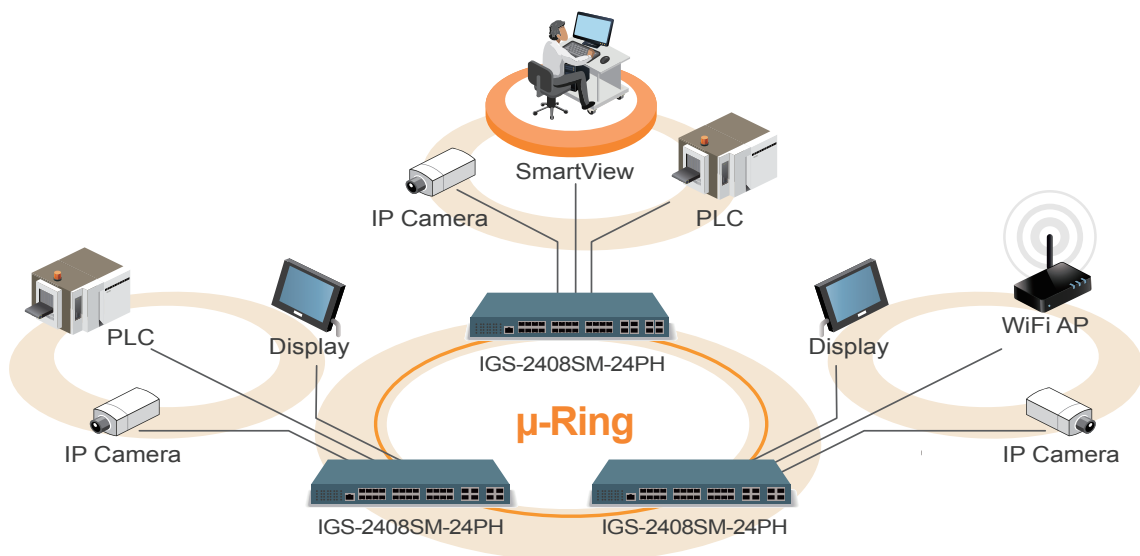 SmartView
IP Camera
PLC
PLC
Display
Display
WiFi AP
IGS-2408SM-24PH
µ-Ring
IP Camera
IP Camera
IGS-2408SM-24PH
IGS-2408SM-24PH